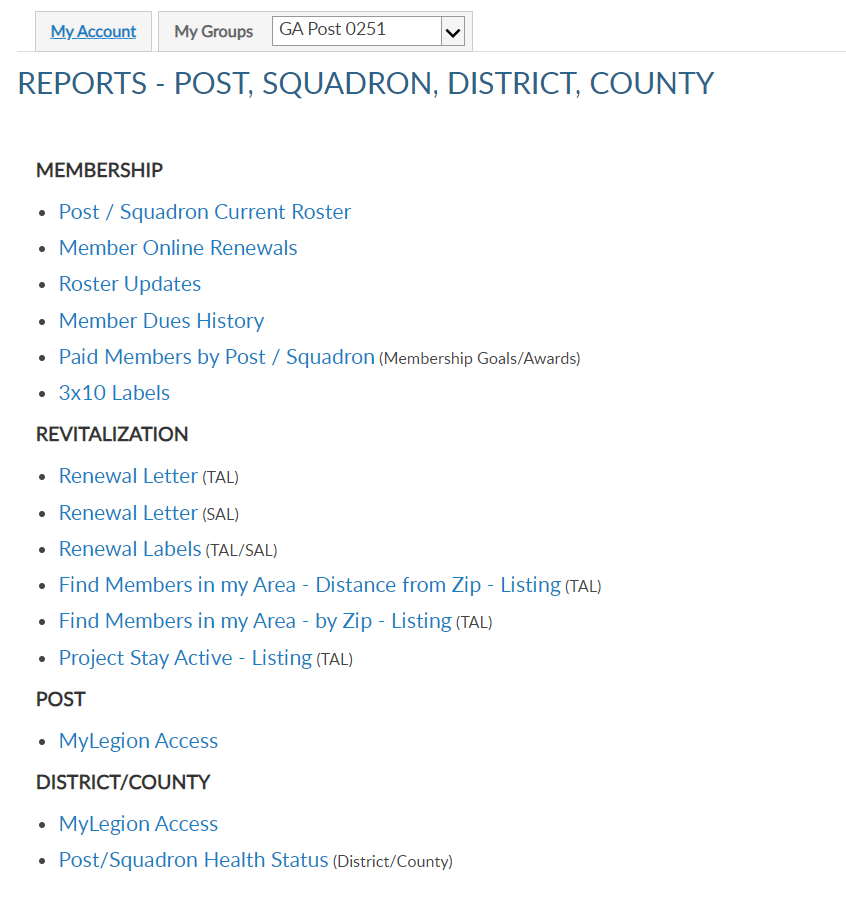 My Account My Groups GA Post 0251
REPORTS - POST, SQUADRON, DISTRICT, COUNTY
MEMBERSHIP
• Post / Squadron Current Roster
• Member Online Renewals
• Roster Updates
• Member Dues History
• Paid Members by Post / Squadron (Membership Goals/Awards)
• 3x10 Labels
REVITALIZATION
• Renewal Letter (TAL)
• Renewal Letter (SAL)
• Renewal Labels (TAL/SAL)
• Find Members in my Area - Distance from Zip - Listing (TAL)
• Find Members in my Area - by Zip - Listing (TAL)
• Project Stay Active - Listing (TAL)
POST
• MyLegion Access
DISTRICT/COUNTY
• MyLegion Access
• Post/Squadron Health Status (District/County)